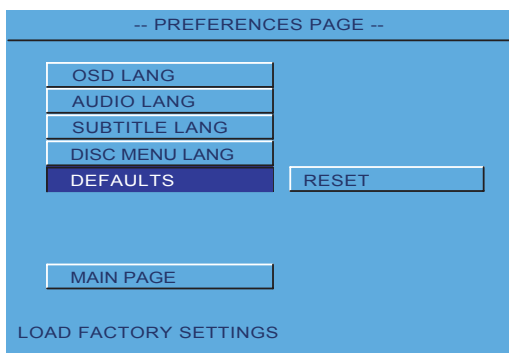 -- PREFERENCES PAGE --
OSD LANG
AUDIO LANG
SUBTITLE LANG
DISC MENU LANG
DEFAULTS RESET
MAIN PAGE
LOAD FACTORY SETTINGS